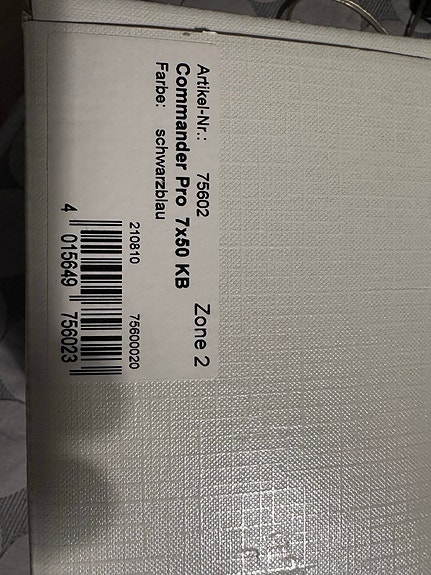 Artikel-Nr.: 75602 Zone 2
Commander Pro 7x50 KB
Farbe: schwarzblau
210810 75600020
4 015649 756023